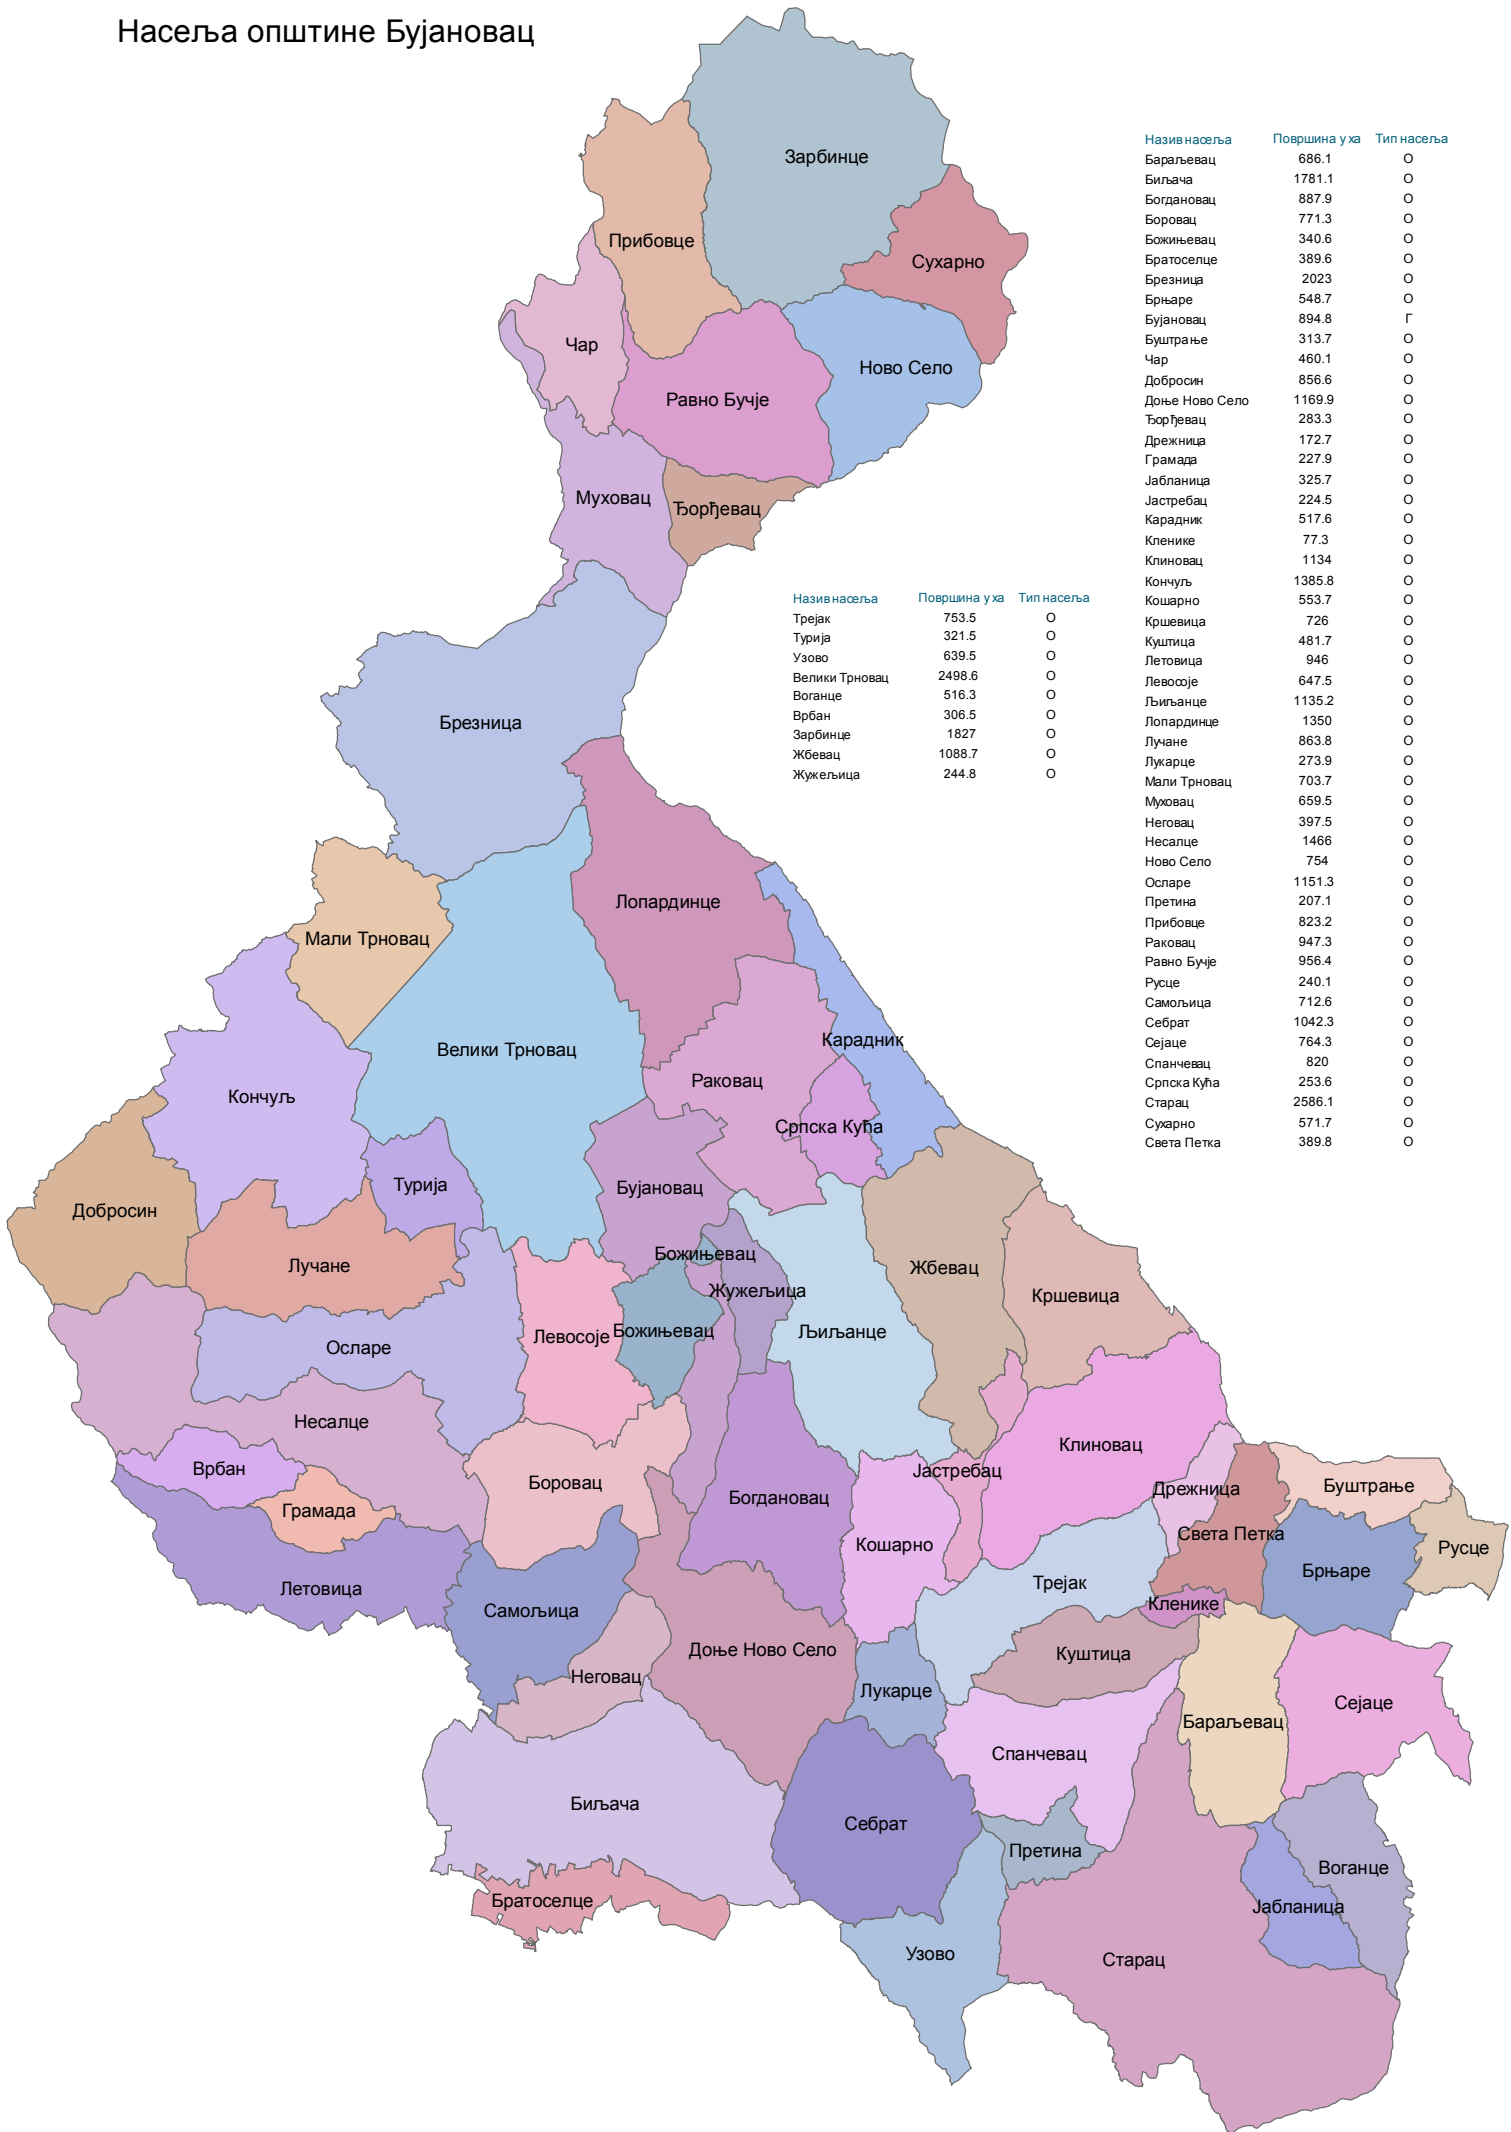 Насеља општине Бујановац
Зарбинце
Прибовце
Сухарно
Чар
Ново Село
Равно Бучје
Муховац
Ђорђевац
Брезница
Лопардинце
Мали Трновац
Карадник
Велики Трновац
Раковац
Кончуљ
Српска Кућа
Турија
Бујановац
Добросин
Божињевац
Лучане
Жбевац
Жужељица
Кршевица
Љиљанце
Божињевац
Левосоје
Осларе
Несалце
Клиновац
Врбан
Јастребац
Боровац
Буштрање
Дрежница
Богдановац
Грамада
Света Петка
Кошарно
Русце
Брњаре
Трејак
Летовица
Кленике
Самољица
Доње Ново Село
Куштица
Неговац
Лукарце
Сејаце
Бараљевац
Спанчевац
Биљача
Себрат
Претина
Воганце
Братоселце
Јабланица
Узово
Старац
Назив насеља Површина у ха Тип насеља
Бараљевац 686.1 О
Биљача 1781.1 О
Богдановац 887.9 О
Боровац 771.3 О
Божињевац 340.6 О
Братоселце 389.6 О
Брезница 2023 О
Брњаре 548.7 О
Бујановац 894.8 Г
Буштрање 313.7 О
Чар 460.1 О
Добросин 856.6 О
Доње Ново Село 1169.9 О
Ђорђевац 283.3 О
Дрежница 172.7 О
Грамада 227.9 О
Јабланица 325.7 О
Јастребац 224.5 О
Карадник 517.6 О
Кленике 77.3 О
Клиновац 1134 О
Кончуљ 1385.8 О
Кошарно 553.7 О
Кршевица 726 О
Куштица 481.7 О
Летовица 946 О
Левосоје 647.5 О
Љиљанце 1135.2 О
Лопардинце 1350 О
Лучане 863.8 О
Лукарце 273.9 О
Мали Трновац 703.7 О
Муховац 659.5 О
Неговац 397.5 О
Несалце 1466 О
Ново Село 754 О
Осларе 1151.3 О
Претина 207.1 О
Прибовце 823.2 О
Раковац 947.3 О
Равно Бучје 956.4 О
Русце 240.1 О
Самољица 712.6 О
Себрат 1042.3 О
Сејаце 764.3 О
Спанчевац 820 О
Српска Кућа 253.6 О
Старац 2586.1 О
Сухарно 571.7 О
Света Петка 389.8 О
Назив насеља Површина у ха Тип насеља
Трејак 753.5 О
Турија 321.5 О
Узово 639.5 О
Велики Трновац 2498.6 О
Воганце 516.3 О
Врбан 306.5 О
Зарбинце 1827 О
Жбевац 1088.7 О
Жужељица 244.8 О